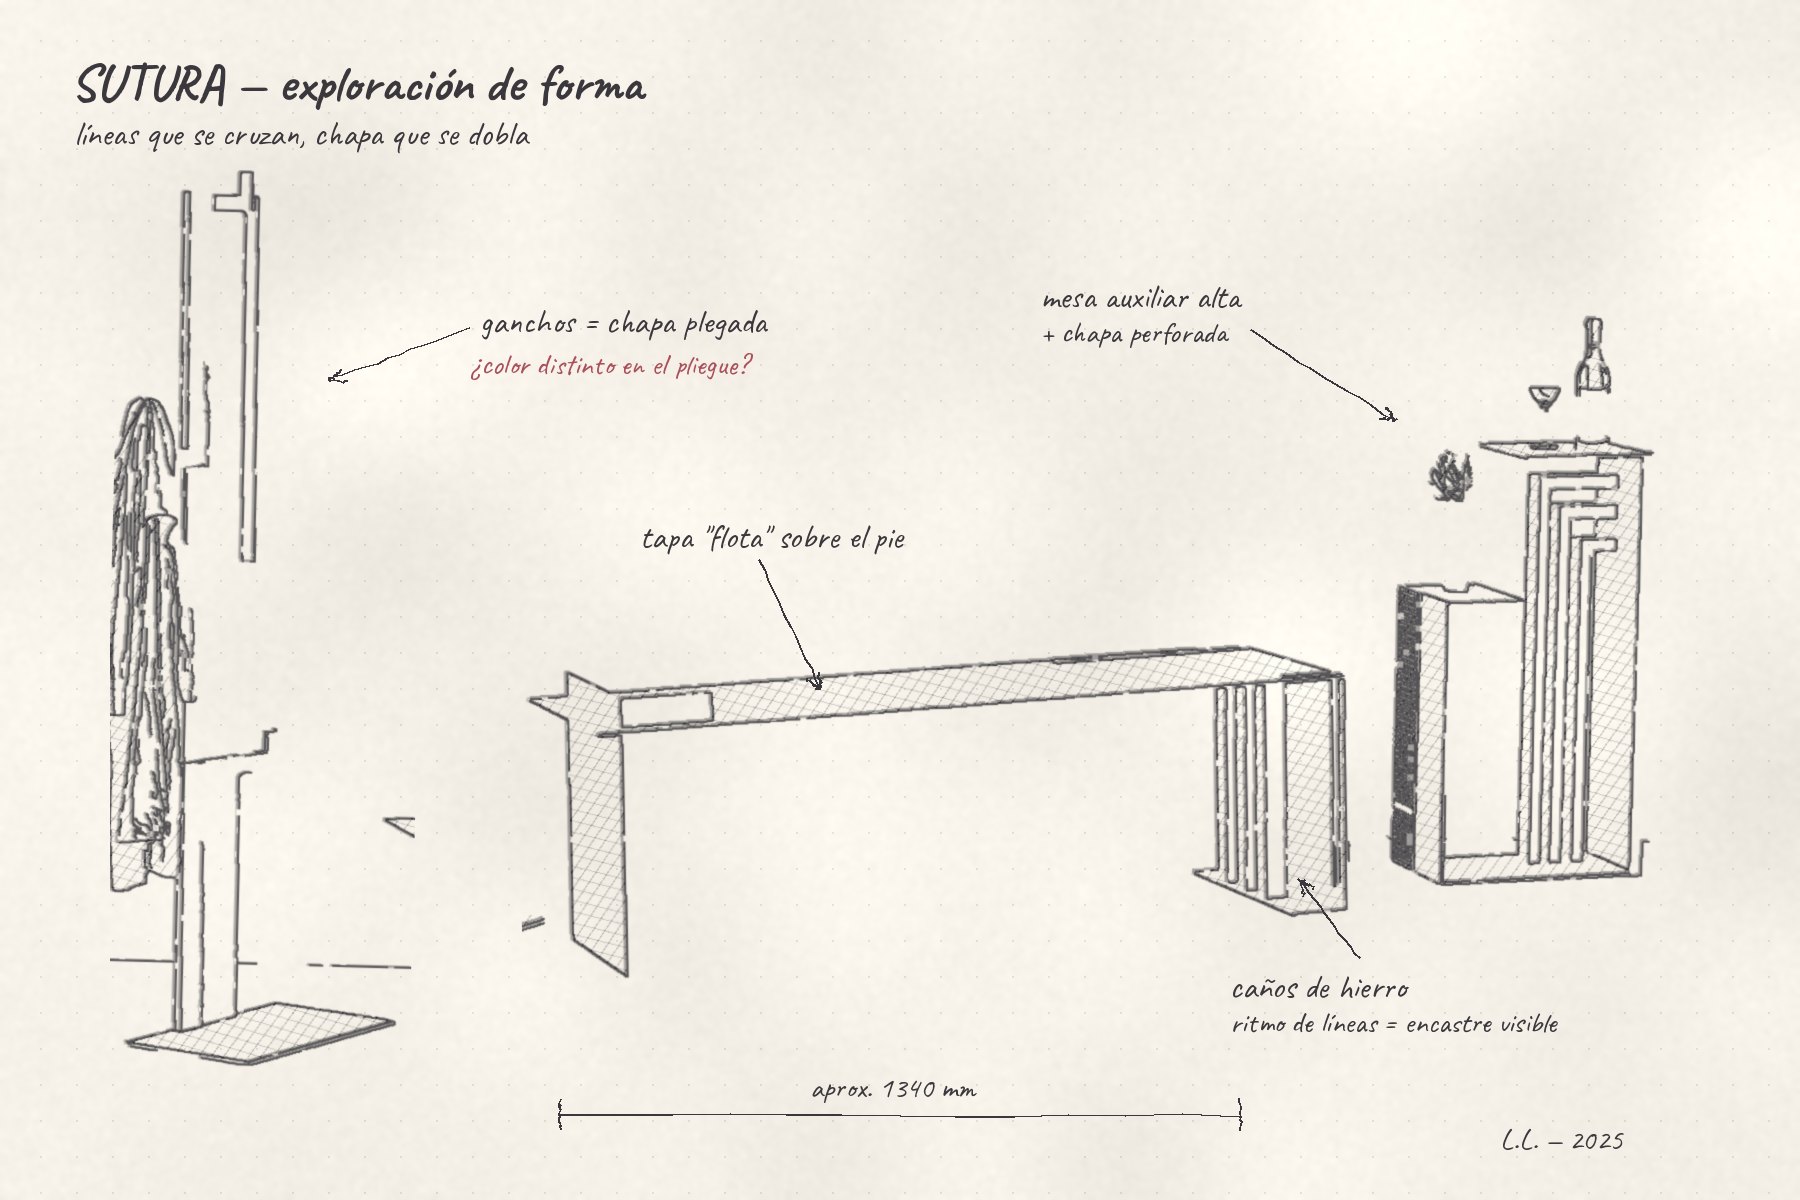 SUTURA — exploración de forma
líneas que se cruzan, chapa que se dobla
ganchos = chapa plegada
¿color distinto en el pliegue?
mesa auxiliar alta
+ chapa perforada
tapa "flota" sobre el pie
caños de hierro
ritmo de líneas = encastre visible
aprox. 1340 mm
L.L. — 2025